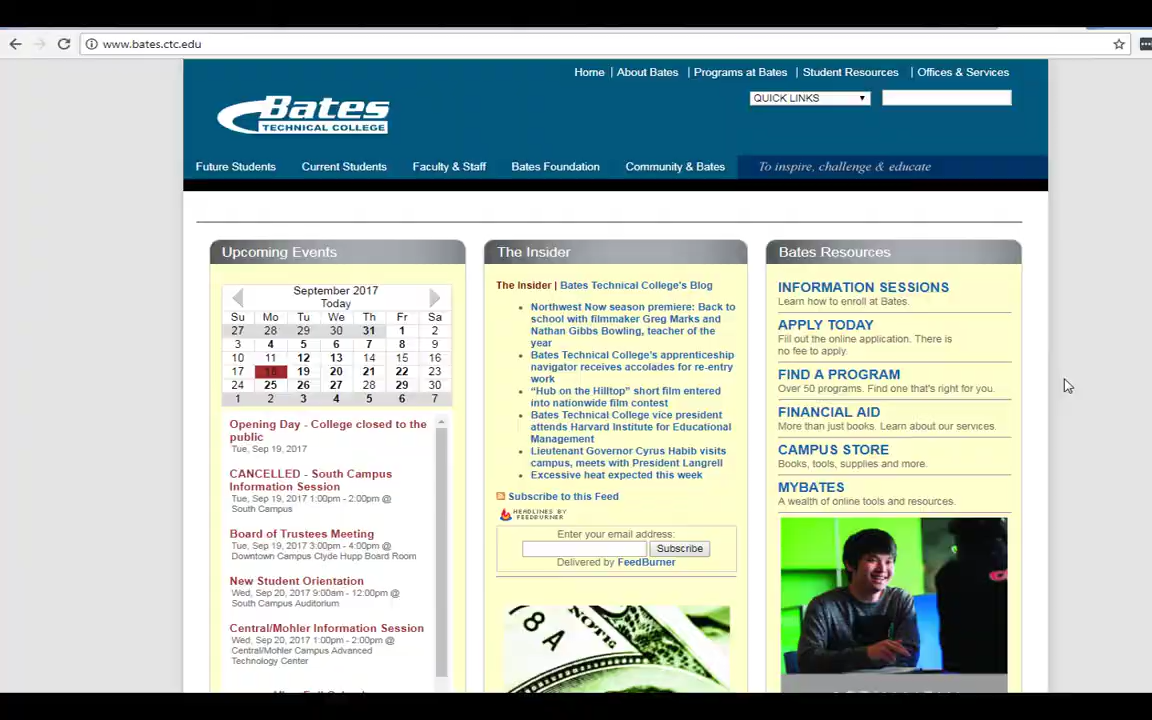 www.bates.ctc.edu
Home | About Bates | Programs at Bates | Student Resources | Offices & Services
Bates
TECHNICAL COLLEGE
QUICK LINKS
Future Students Current Students Faculty & Staff Bates Foundation Community & Bates To inspire, challenge & educate
Upcoming Events
September 2017
Today
Su Mo Tu We Th Fr Sa
27 28 29 30 31 1 2
3 4 5 6 7 8 9
10 11 12 13 14 15 16
17 18 19 20 21 22 23
24 25 26 27 28 29 30
1 2 3 4 5 6 7
Opening Day - College closed to the
public
Tue, Sep 19, 2017
CANCELLED - South Campus
Information Session
Tue, Sep 19, 2017 1:00pm - 2:00pm @
South Campus
Board of Trustees Meeting
Tue, Sep 19, 2017 3:00pm - 4:00pm @
Downtown Campus Clyde Hupp Board Room
New Student Orientation
Wed, Sep 20, 2017 9:00am - 12:00pm @
South Campus Auditorium
Central/Mohler Information Session
Wed, Sep 20, 2017 1:00pm - 2:00pm @
Central/Mohler Campus Advanced
Technology Center
The Insider
The Insider | Bates Technical College's Blog
Northwest Now season premiere: Back to
school with filmmaker Greg Marks and
Nathan Gibbs Bowling, teacher of the
year
Bates Technical College's apprenticeship
navigator receives accolades for re-entry
work
"Hub on the Hilltop" short film entered
into nationwide film contest
Bates Technical College vice president
attends Harvard Institute for Educational
Management
Lieutenant Governor Cyrus Habib visits
campus, meets with President Langrell
Excessive heat expected this week
Subscribe to this Feed
HEADLINES BY
FEEDBURNER
Enter your email address:
Subscribe
Delivered by FeedBurner
8A
NOTE
Bates Resources
INFORMATION SESSIONS
Learn how to enroll at Bates.
APPLY TODAY
Fill out the online application. There is
no fee to apply.
FIND A PROGRAM
Over 50 programs. Find one that's right for you.
FINANCIAL AID
More than just books. Learn about our services.
CAMPUS STORE
Books, tools, supplies and more.
MYBATES
A wealth of online tools and resources.